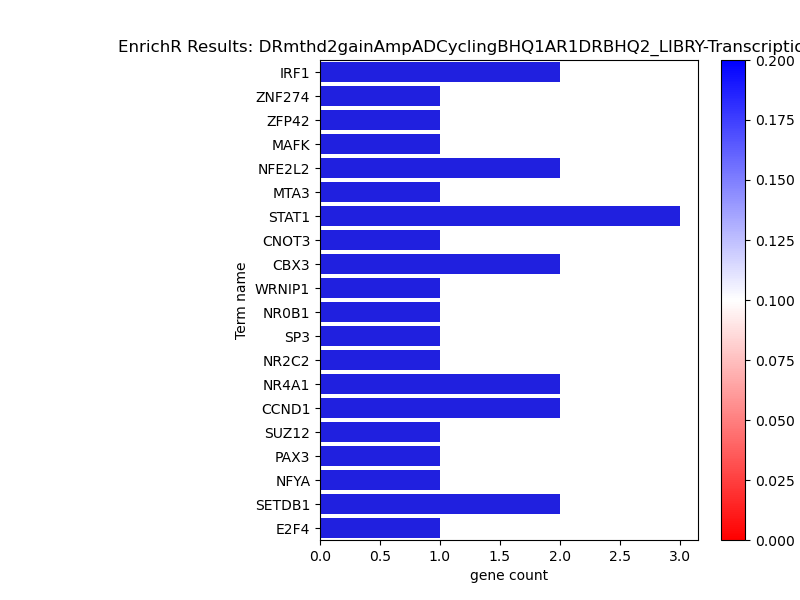 EnrichR Results: DRmthd2gainAmpADCyclingBHQ1AR1DRBHQ2_LIBRY-Transcriptio
IRF1
ZNF274
ZFP42
MAFK
NFE2L2
MTA3
STAT1
CNOT3
CBX3
WRNIP1
NR0B1
SP3
NR2C2
NR4A1
CCND1
SUZ12
PAX3
NFYA
SETDB1
E2F4
Term name
0.0 0.5 1.0 1.5 2.0 2.5 3.0
gene count
0.200
0.175
0.150
0.125
0.100
0.075
0.050
0.025
0.000